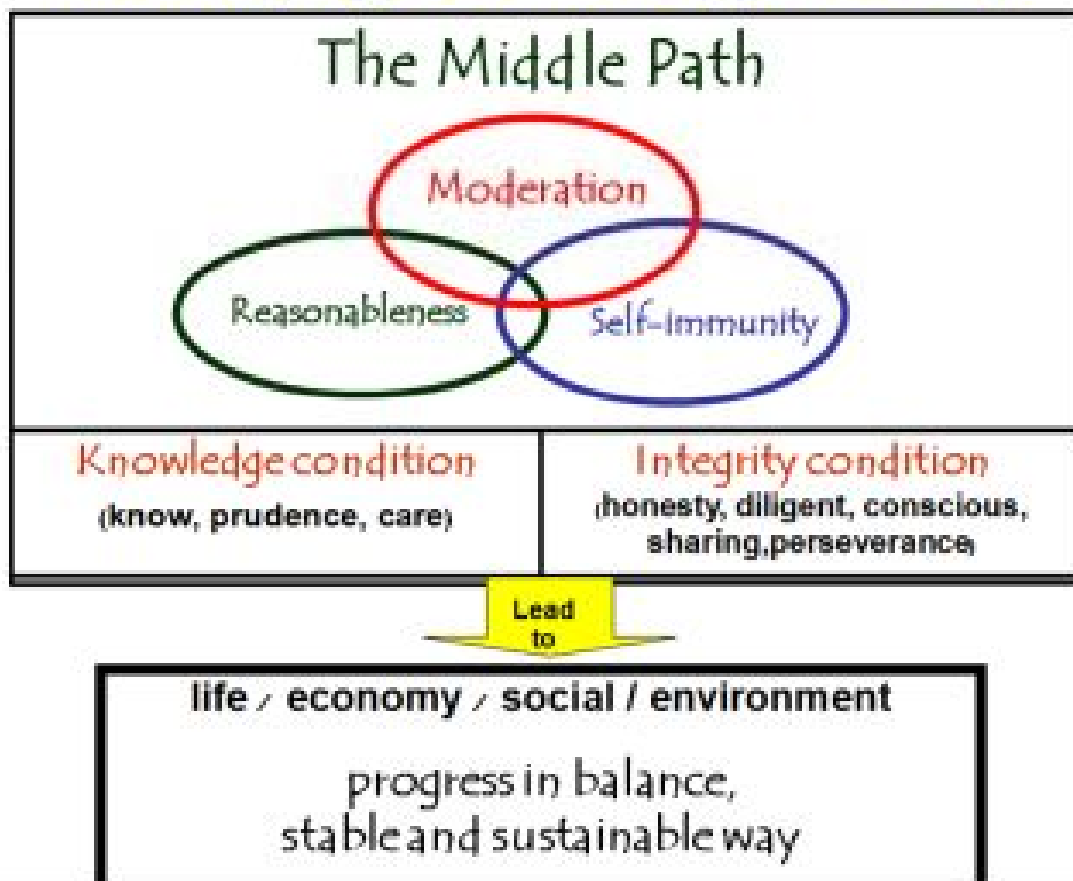 The Middle Path
Moderation
Reasonableness
Self-immunity
Knowledge condition
(know, prudence, care)
Integrity condition
(honesty, diligent, conscious,
sharing,perseverance)
Lead
to
life / economy / social / environment
progress in balance,
stable and sustainable way